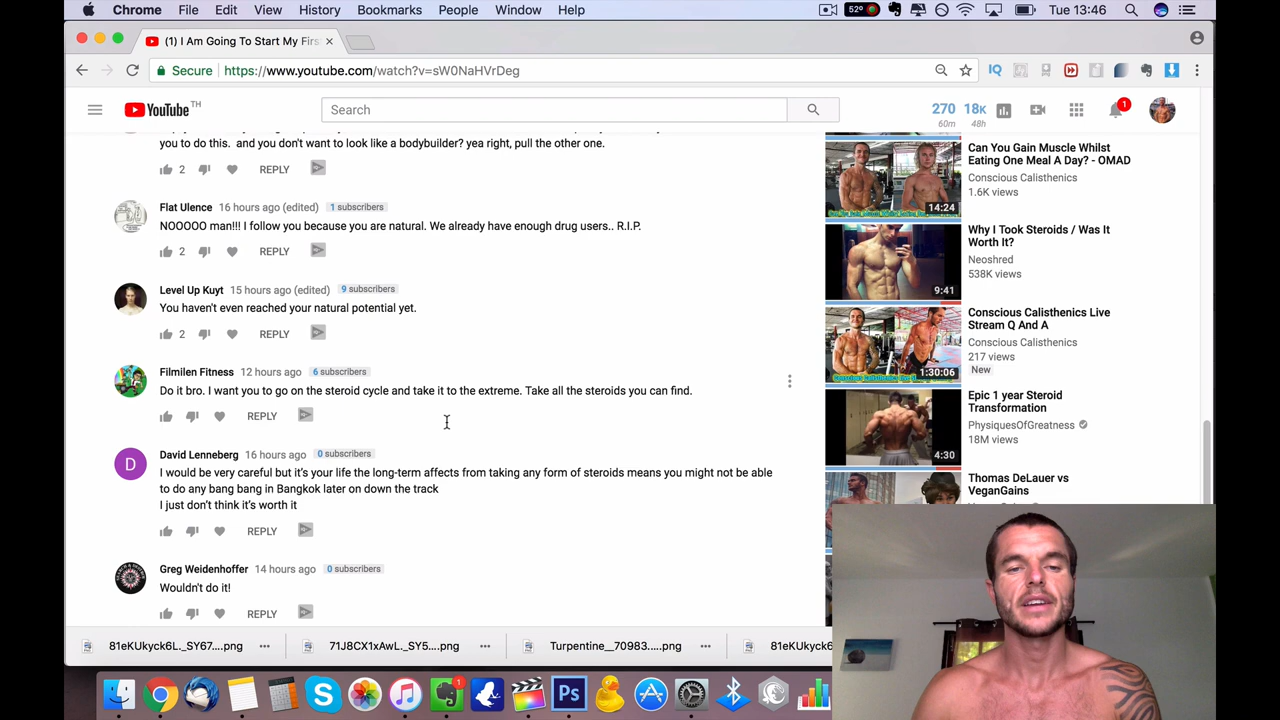 Chrome File Edit View History Bookmarks People Window Help 52° Tue 13:46
(1) I Am Going To Start My Firs
Secure https://www.youtube.com/watch?v=sW0NaHVrDeg
YouTube TH Search 270 60m 18K 48h 1
you to do this. and you don't want to look like a bodybuilder? yea right, pull the other one.
2 REPLY
Flat Ulence 16 hours ago (edited) 1 subscribers
NOOOOO man!!! I follow you because you are natural. We already have enough drug users.. R.I.P.
2 REPLY
Level Up Kuyt 15 hours ago (edited) 9 subscribers
You haven't even reached your natural potential yet.
2 REPLY
Filmilen Fitness 12 hours ago 6 subscribers
Do it bro. I want you to go on the steroid cycle and take it to the extreme. Take all the steroids you can find.
REPLY
D
David Lenneberg 16 hours ago 0 subscribers
I would be very careful but it's your life the long-term affects from taking any form of steroids means you might not be able
to do any bang bang in Bangkok later on down the track
I just don't think it's worth it
REPLY
Greg Weidenhoffer 14 hours ago 0 subscribers
Wouldn't do it!
REPLY
14:24
Can You Gain Muscle Whilst
Eating One Meal A Day? - OMAD
Conscious Calisthenics
1.6K views
9:41
Why I Took Steroids / Was It
Worth It?
Neoshred
538K views
1:30:06
Conscious Calisthenics Live
Stream Q And A
Conscious Calisthenics
217 views
New
4:30
Epic 1 year Steroid
Transformation
PhysiquesOfGreatness
18M views
Thomas DeLauer vs
VeganGains
81eKUkyck6L._SY67....png 71J8CX1xAwL._SY5....png Turpentine__70983.....png 81eKUkyck6
1